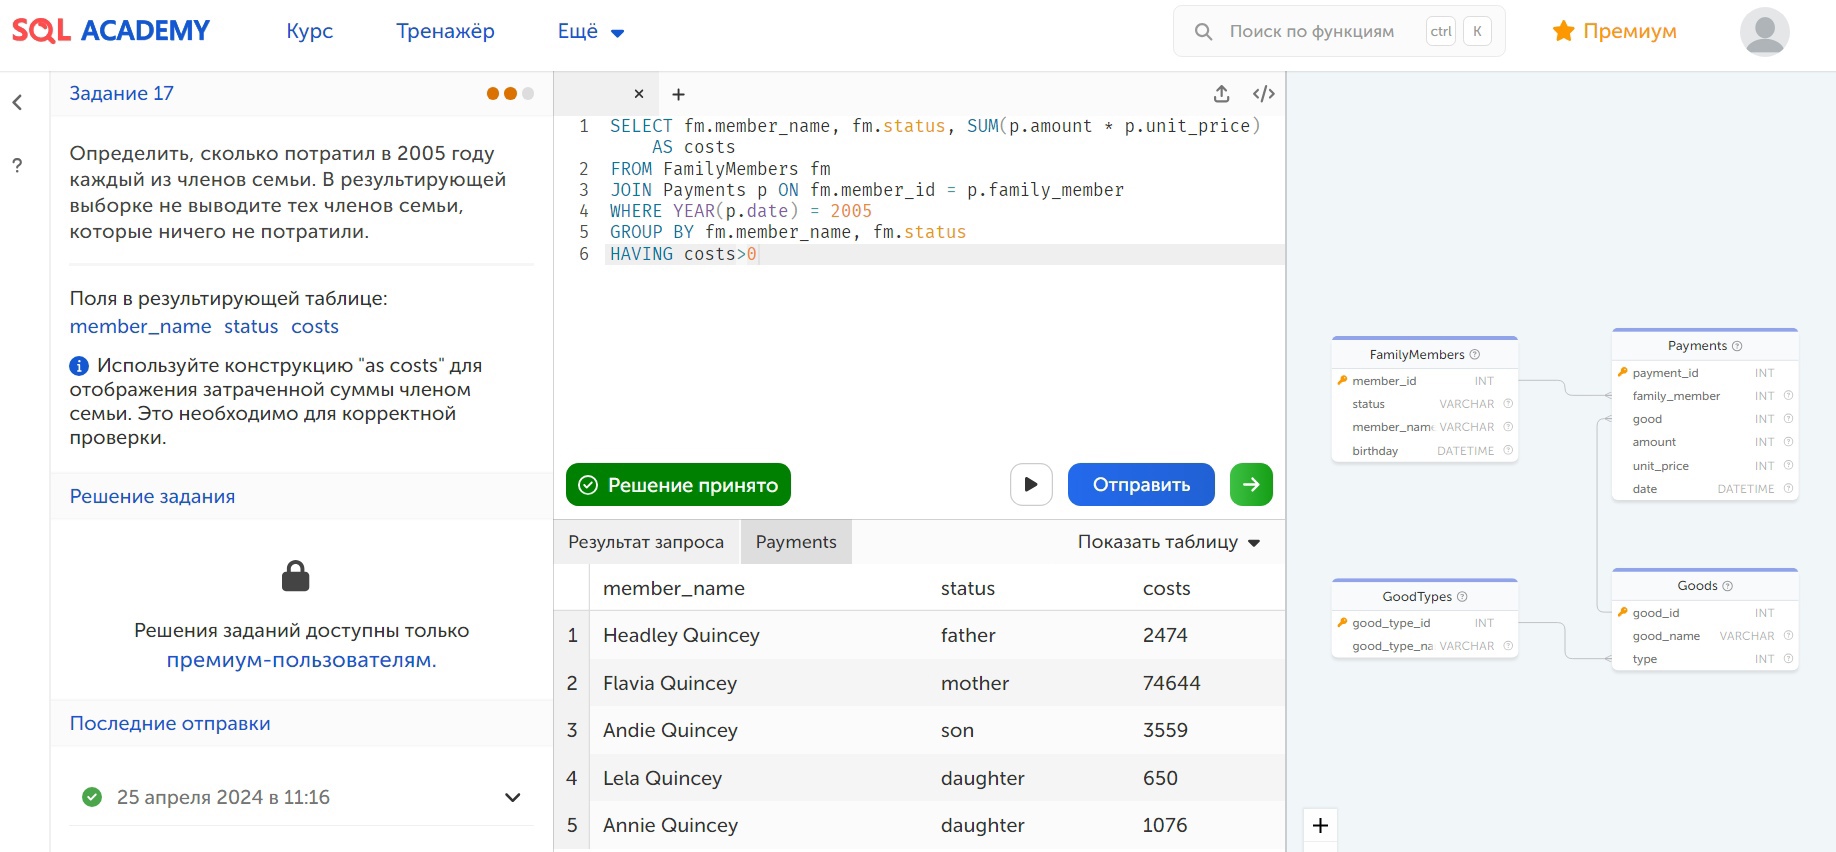 SQL ACADEMY
Курс
Тренажёр
Ещё
Поиск по функциям
ctrl
K
Премиум
Задание 17
Определить, сколько потратил в 2005 году
каждый из членов семьи. В результирующей
выборке не выводите тех членов семьи,
которые ничего не потратили.
Поля в результирующей таблице:
member_name status costs
i Используйте конструкцию "as costs" для
отображения затраченной суммы членом
семьи. Это необходимо для корректной
проверки.
Решение задания
Решения заданий доступны только
премиум-пользователям.
Последние отправки
25 апреля 2024 в 11:16
?
× +
</>
1 SELECT fm.member_name, fm.status, SUM(p.amount * p.unit_price)
AS costs
2 FROM FamilyMembers fm
3 JOIN Payments p ON fm.member_id = p.family_member
4 WHERE YEAR(p.date) = 2005
5 GROUP BY fm.member_name, fm.status
6 HAVING costs>0
Решение принято
Отправить
Результат запроса
Payments
Показать таблицу
member_name status costs
1 Headley Quincey father 2474
2 Flavia Quincey mother 74644
3 Andie Quincey son 3559
4 Lela Quincey daughter 650
5 Annie Quincey daughter 1076
FamilyMembers ?
member_id INT
status VARCHAR ?
member_name VARCHAR ?
birthday DATETIME ?
Payments ?
payment_id INT
family_member INT ?
good INT ?
amount INT ?
unit_price INT ?
date DATETIME ?
GoodTypes ?
good_type_id INT
good_type_na VARCHAR ?
Goods ?
good_id INT
good_name VARCHAR ?
type INT ?
+